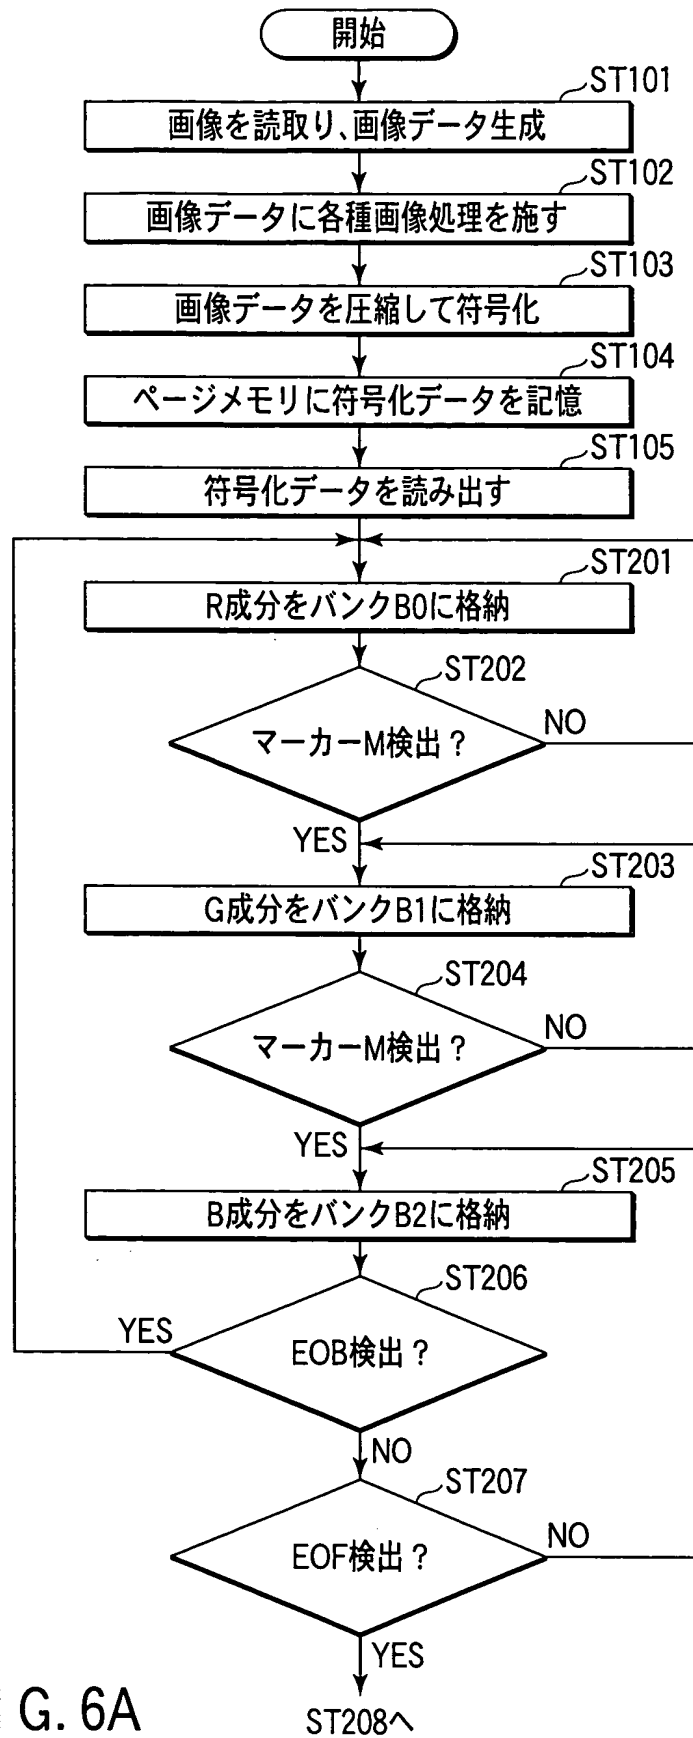 開始
ST101
画像を読取り、画像データ生成
ST102
画像データに各種画像処理を施す
ST103
画像データを圧縮して符号化
ST104
ページメモリに符号化データを記憶
ST105
符号化データを読み出す
ST201
R成分をバンクB0に格納
ST202
マーカーM検出?
NO
YES
ST203
G成分をバンクB1に格納
ST204
マーカーM検出?
NO
YES
ST205
B成分をバンクB2に格納
ST206
EOB検出?
YES
NO
ST207
EOF検出?
NO
YES
ST208へ
G. 6A